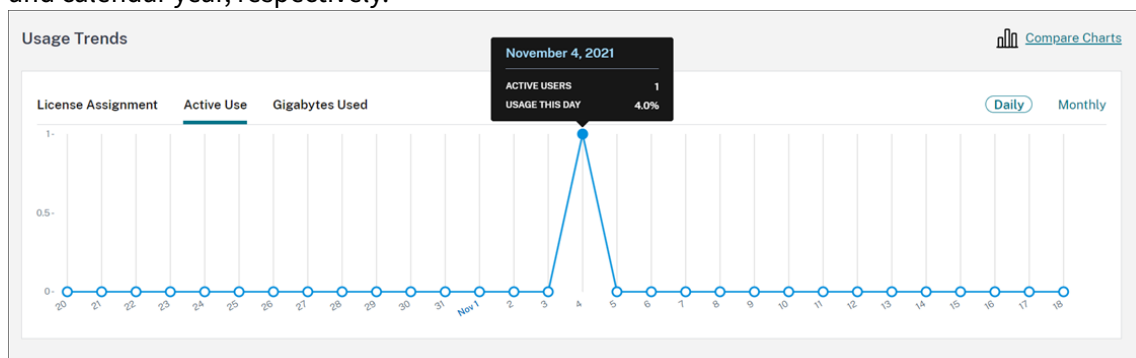 and calendar year, respectively.
Usage Trends
Compare Charts
November 4, 2021
ACTIVE USERS 1
USAGE THIS DAY 4.0%
License Assignment Active Use Gigabytes Used
Daily Monthly
1-
0.5-
0-
20 21 22 23 24 25 26 27 28 29 30 31 Nov 1 2 3 4 5 6 7 8 9 10 11 12 13 14 15 16 17 18